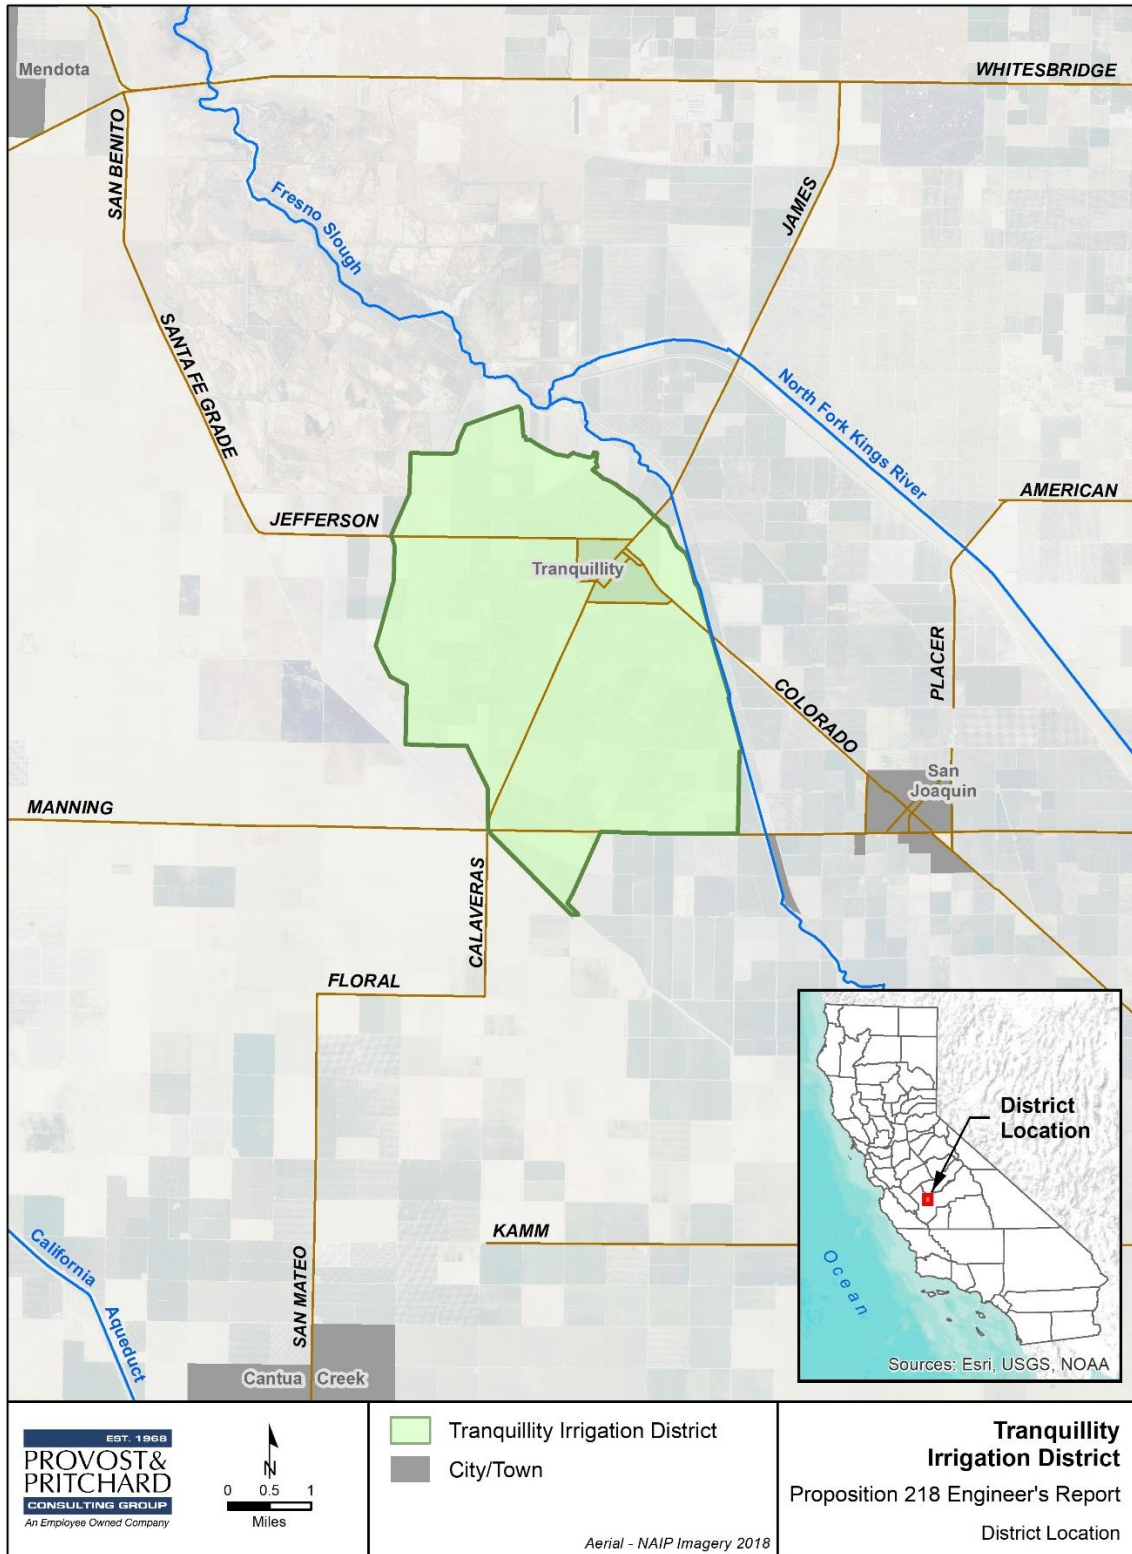 Mendota
WHITESBRIDGE
SAN BENITO
Fresno Slough
JAMES
SANTA FE GRADE
North Fork Kings River
AMERICAN
JEFFERSON
Tranquillity
PLACER
COLORADO
San
Joaquin
MANNING
CALAVERAS
FLORAL
District
Location
KAMM
California
Aqueduct
SAN MATEO
Ocean
Sources: Esri, USGS, NOAA
Cantua Creek
EST. 1968
PROVOST&
PRITCHARD
CONSULTING GROUP
An Employee Owned Company
N
0 0.5 1
Miles
Tranquillity Irrigation District
City/Town
Aerial - NAIP Imagery 2018
Tranquillity
Irrigation District
Proposition 218 Engineer's Report
District Location